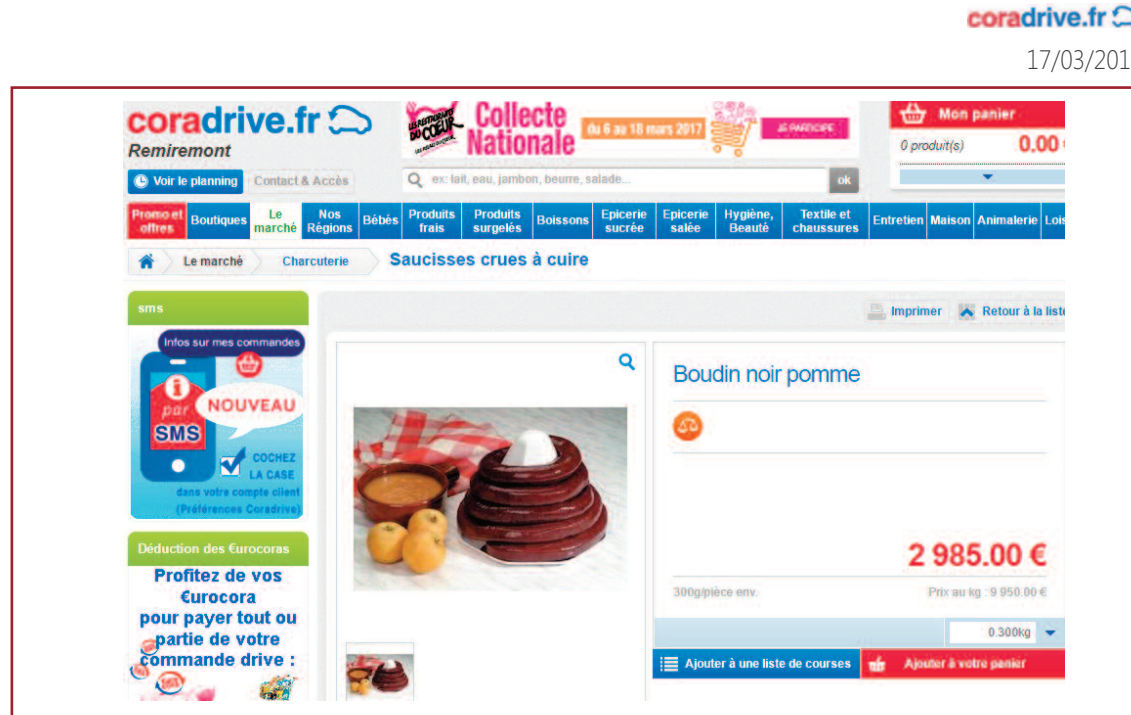 coradrive.fr
17/03/201
coradrive.fr
Remiremont
LES RESTAURANTS DU COEUR
Collecte Nationale
du 6 au 18 mars 2017
JE PARTICIPE
Mon panier
0 produit(s) 0.00
Voir le planning Contact & Accès
ex: lait, eau, jambon, beurre, salade... ok
Promo et offres Boutiques Le marché Nos Régions Bébés Produits frais Produits surgelés Boissons Epicerie sucrée Epicerie salée Hygiène, Beauté Textile et chaussures Entretien Maison Animalerie Lois
Le marché Charcuterie Saucisses crues à cuire
sms
Imprimer Retour à la liste
Infos sur mes commandes
i par SMS
NOUVEAU
COCHEZ
LA CASE
dans votre compte client
(Préférences Coradrive)
Boudin noir pomme
2 985.00 €
300g/pièce env. Prix au kg : 9 950.00 €
0.300kg
Ajouter à une liste de courses Ajouter à votre panier
Déduction des €urocoras
Profitez de vos
€urocora
pour payer tout ou
partie de votre
commande drive :